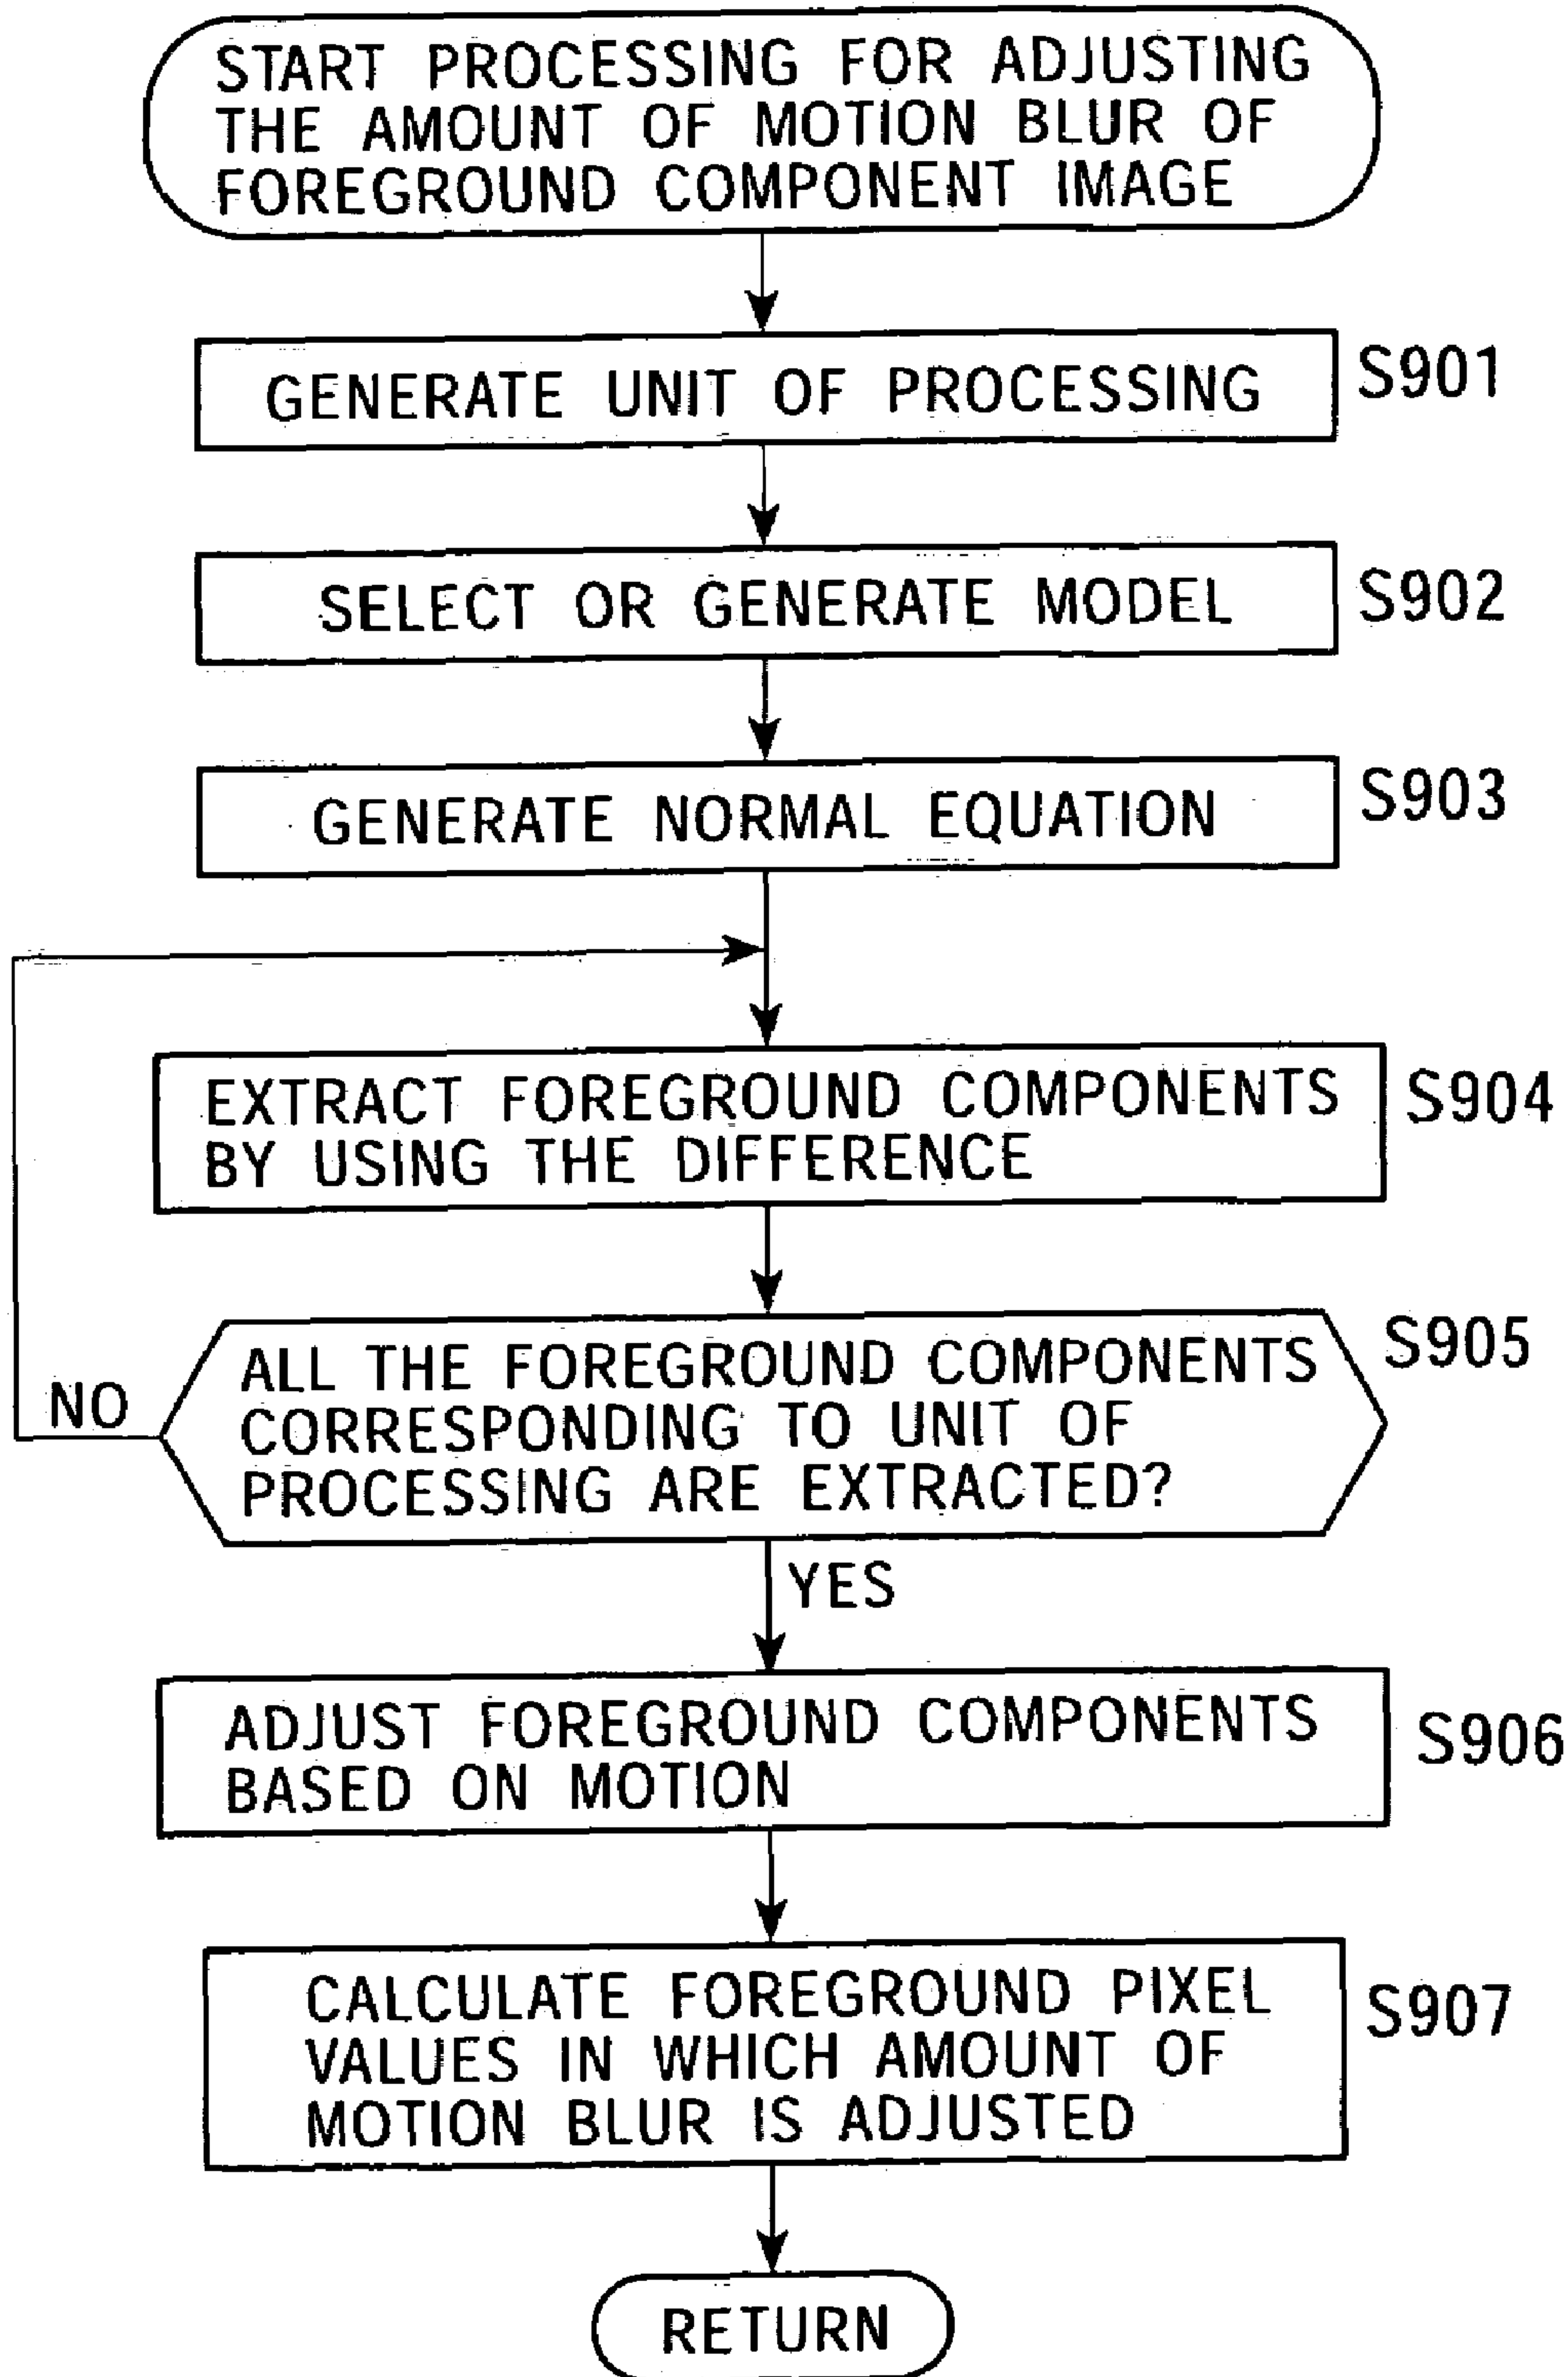 START PROCESSING FOR ADJUSTING
THE AMOUNT OF MOTION BLUR OF
FOREGROUND COMPONENT IMAGE
GENERATE UNIT OF PROCESSING
S901
SELECT OR GENERATE MODEL
S902
GENERATE NORMAL EQUATION
S903
EXTRACT FOREGROUND COMPONENTS
BY USING THE DIFFERENCE
S904
ALL THE FOREGROUND COMPONENTS
CORRESPONDING TO UNIT OF
PROCESSING ARE EXTRACTED?
S905
NO
YES
ADJUST FOREGROUND COMPONENTS
BASED ON MOTION
S906
CALCULATE FOREGROUND PIXEL
VALUES IN WHICH AMOUNT OF
MOTION BLUR IS ADJUSTED
S907
RETURN